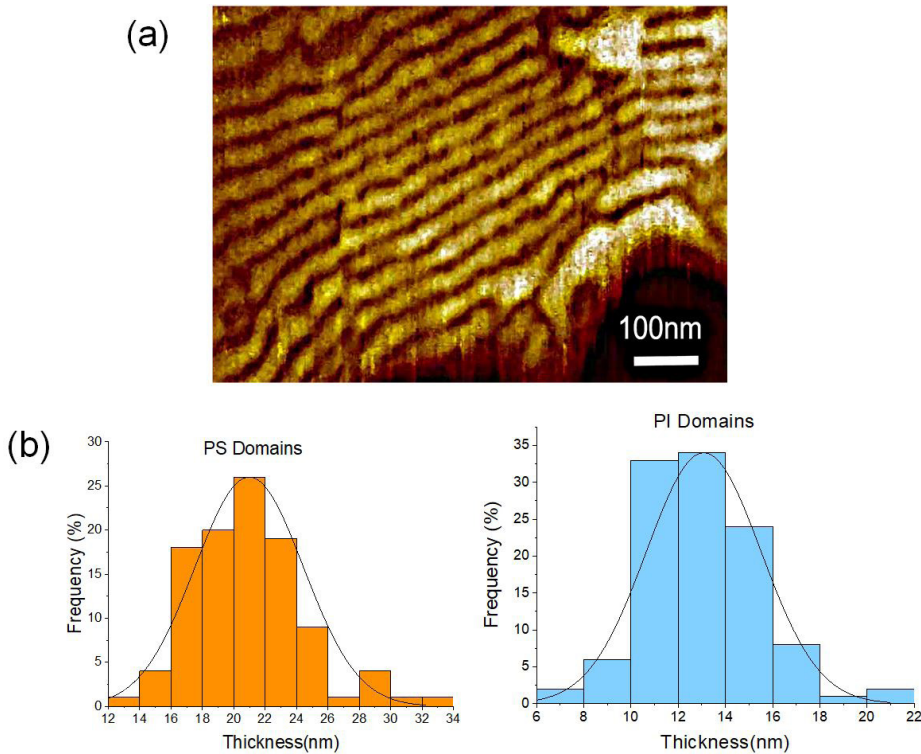 (a)
100nm
(b)
PS Domains
Frequency (%)
30
25
20
15
10
5
0
12 14 16 18 20 22 24 26 28 30 32 34
Thickness(nm)
PI Domains
Frequency (%)
35
30
25
20
15
10
5
0
6 8 10 12 14 16 18 20 22
Thickness(nm)